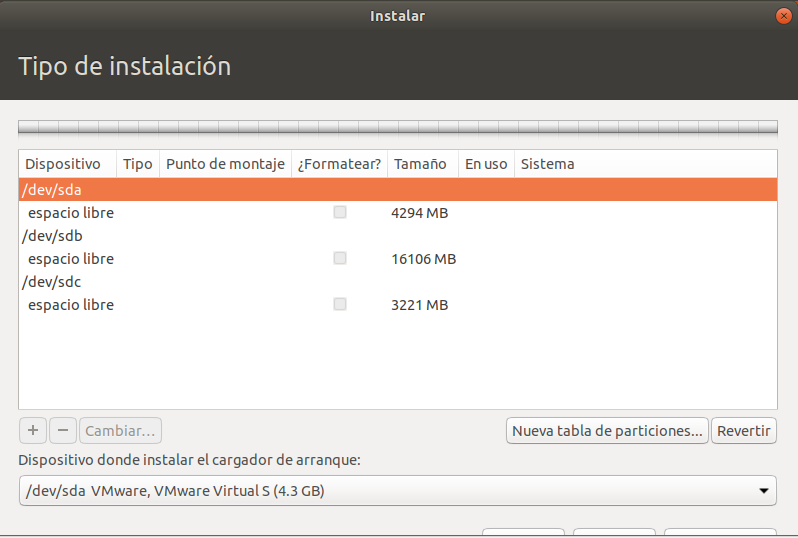 Instalar
Tipo de instalación
Dispositivo Tipo Punto de montaje ¿Formatear? Tamaño En uso Sistema
/dev/sda
espacio libre 4294 MB
/dev/sdb
espacio libre 16106 MB
/dev/sdc
espacio libre 3221 MB
+ − Cambiar... Nueva tabla de particiones... Revertir
Dispositivo donde instalar el cargador de arranque:
/dev/sda VMware, VMware Virtual S (4.3 GB)